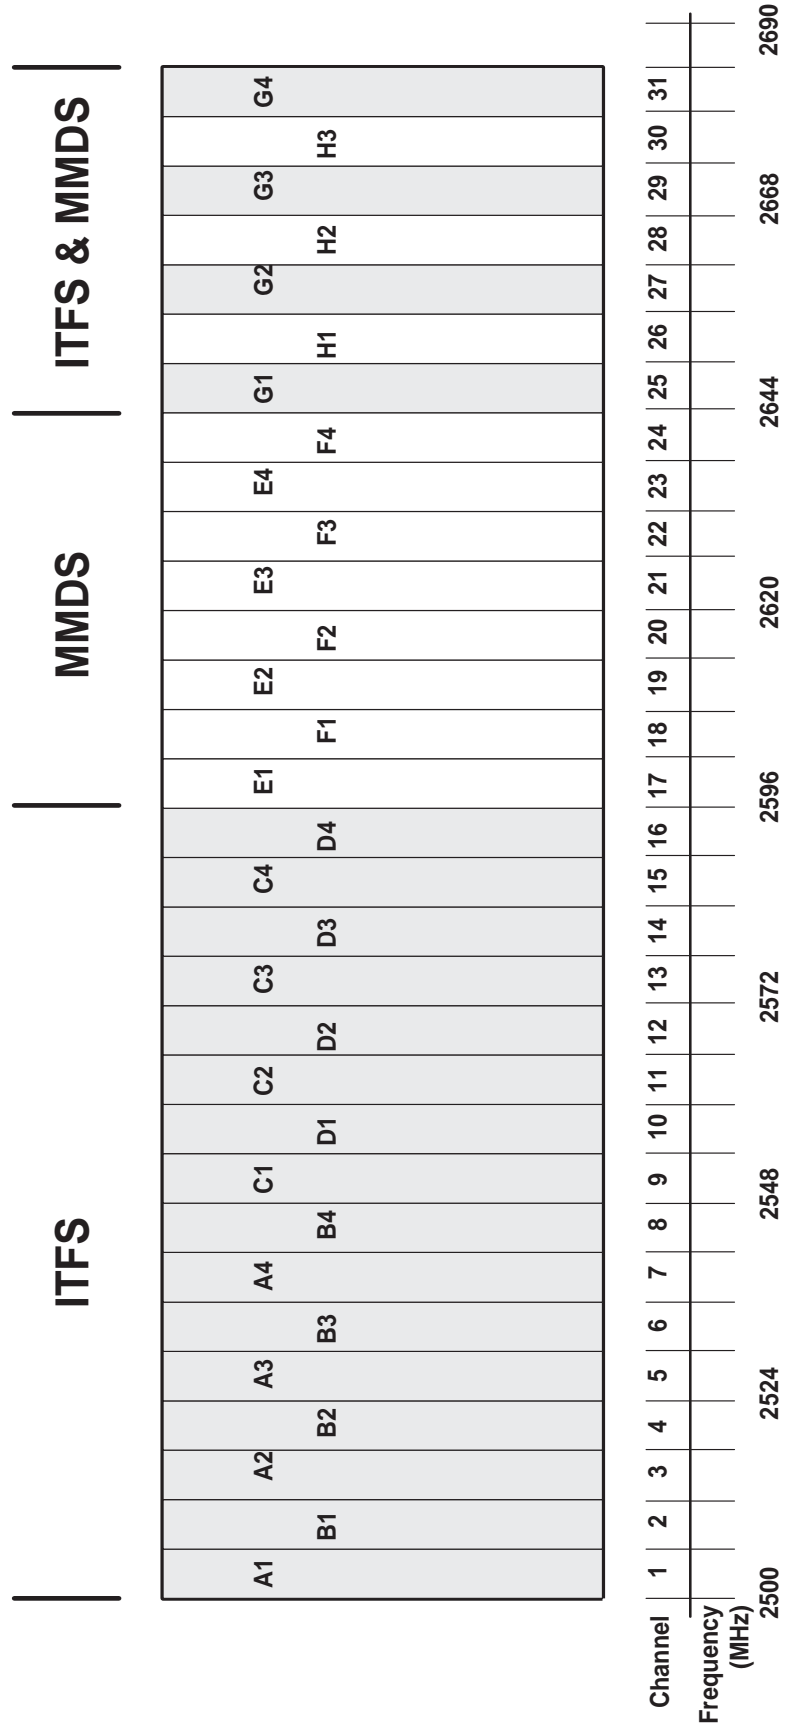 ITFS MMDS ITFS & MMDS
A1 A2 A3 A4 C1 C2 C3 C4 E1 E2 E3 E4 G1 G2 G3 G4
B1 B2 B3 B4 D1 D2 D3 D4 F1 F2 F3 F4 H1 H2 H3
Channel 1 2 3 4 5 6 7 8 9 10 11 12 13 14 15 16 17 18 19 20 21 22 23 24 25 26 27 28 29 30 31
Frequency
(MHz)
2500 2524 2548 2572 2596 2620 2644 2668 2690